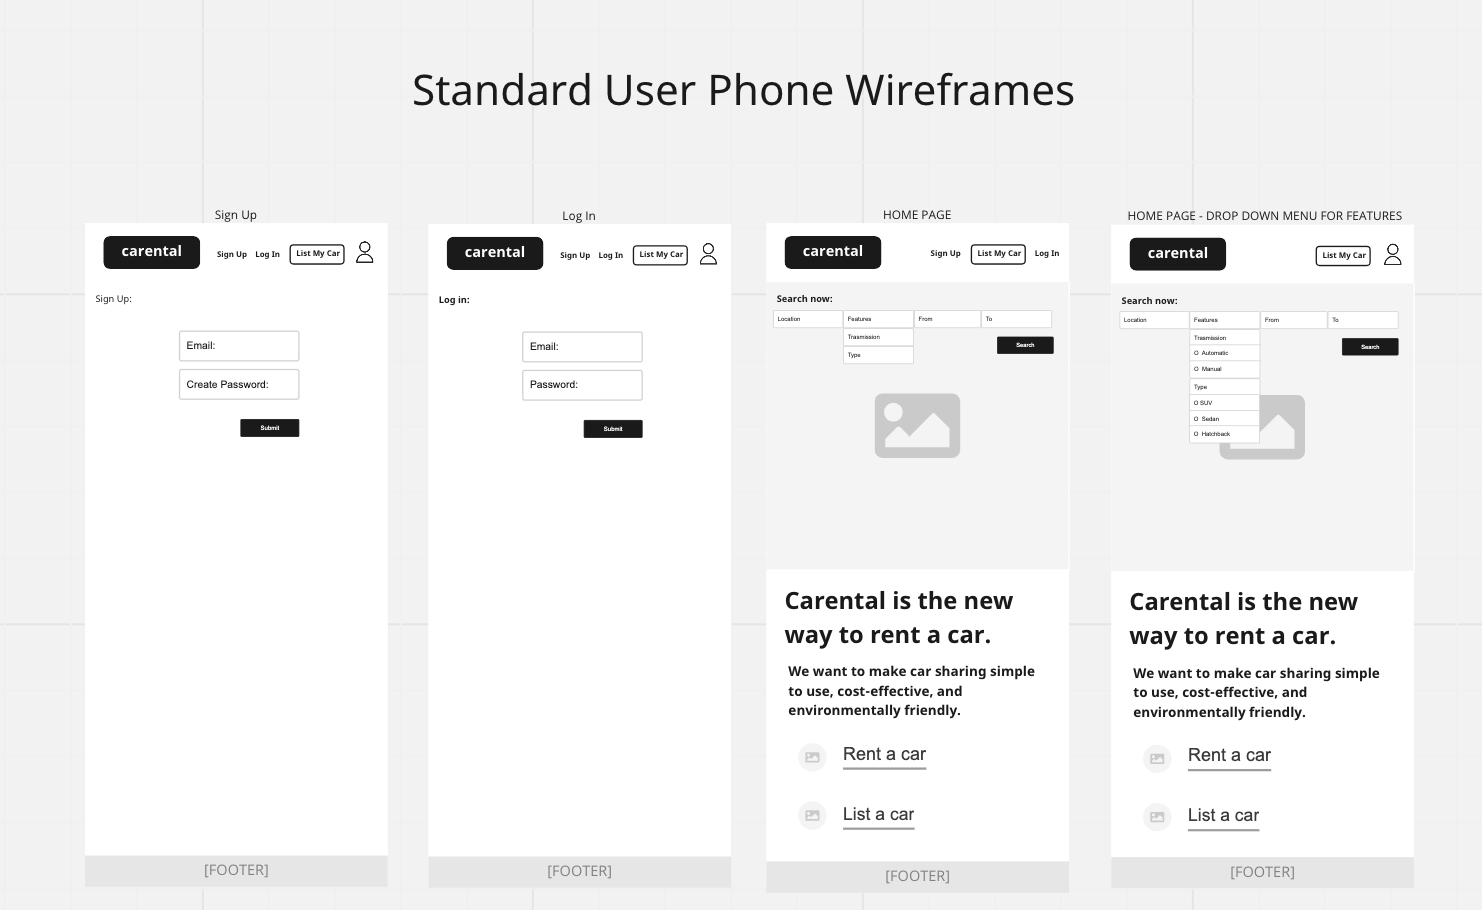 Standard User Phone Wireframes
Sign Up
carental
Sign Up Log In List My Car
Sign Up:
Email:
Create Password:
Submit
[FOOTER]
Log In
carental
Sign Up Log In List My Car
Log in:
Email:
Password:
Submit
[FOOTER]
HOME PAGE
carental
Sign Up List My Car Log In
Search now:
Location Features From To
Trasmission
Type
Search
Carental is the new
way to rent a car.
We want to make car sharing simple
to use, cost-effective, and
environmentally friendly.
Rent a car
List a car
[FOOTER]
HOME PAGE - DROP DOWN MENU FOR FEATURES
carental
List My Car
Search now:
Location Features From To
Trasmission
O Automatic
O Manual
Type
O SUV
O Sedan
O Hatchback
Search
Carental is the new
way to rent a car.
We want to make car sharing simple
to use, cost-effective, and
environmentally friendly.
Rent a car
List a car
[FOOTER]